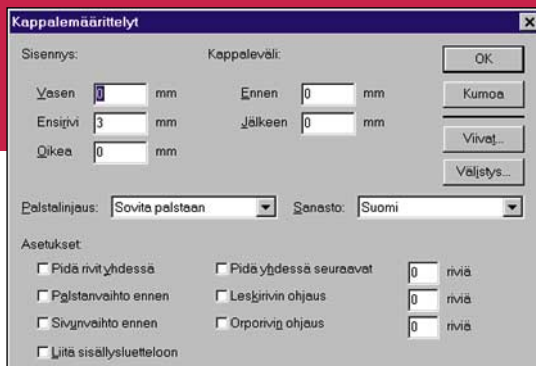 Kappalemäärittelyt
Sisennys: Kappaleväli: OK
Vasen 0 mm Ennen 0 mm Kumoa
Ensirivi 3 mm Jälkeen 0 mm
Oikea 0 mm Viivat...
Väljstys...
Palstalinjaus: Sovita palstaan Sanasto: Suomi
Asetukset:
Pidä rivit yhdessä Pidä yhdessä seuraavat 0 riviä
Palstanvaihto ennen Leskirivin ohjaus 0 riviä
Sivunvaihto ennen Orporivin ohjaus 0 riviä
Liitä sisällysluetteloon